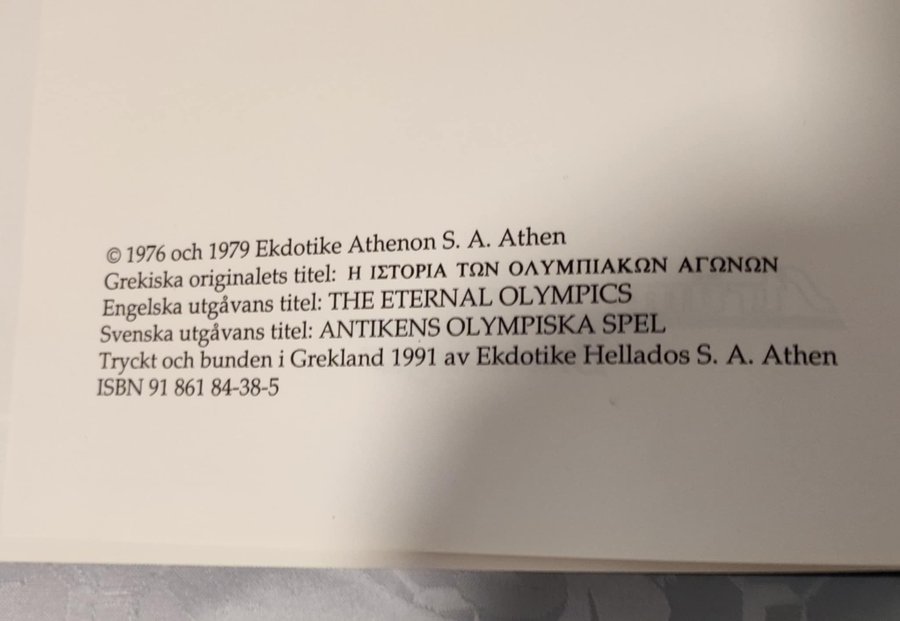 © 1976 och 1979 Ekdotike Athenon S. A. Athen
Grekiska originalets titel: Η ΙΣΤΟΡΙΑ ΤΩΝ ΟΛΥΜΠΙΑΚΩΝ ΑΓΩΝΩΝ
Engelska utgåvans titel: THE ETERNAL OLYMPICS
Svenska utgåvans titel: ANTIKENS OLYMPISKA SPEL
Tryckt och bunden i Grekland 1991 av Ekdotike Hellados S. A. Athen
ISBN 91 861 84-38-5